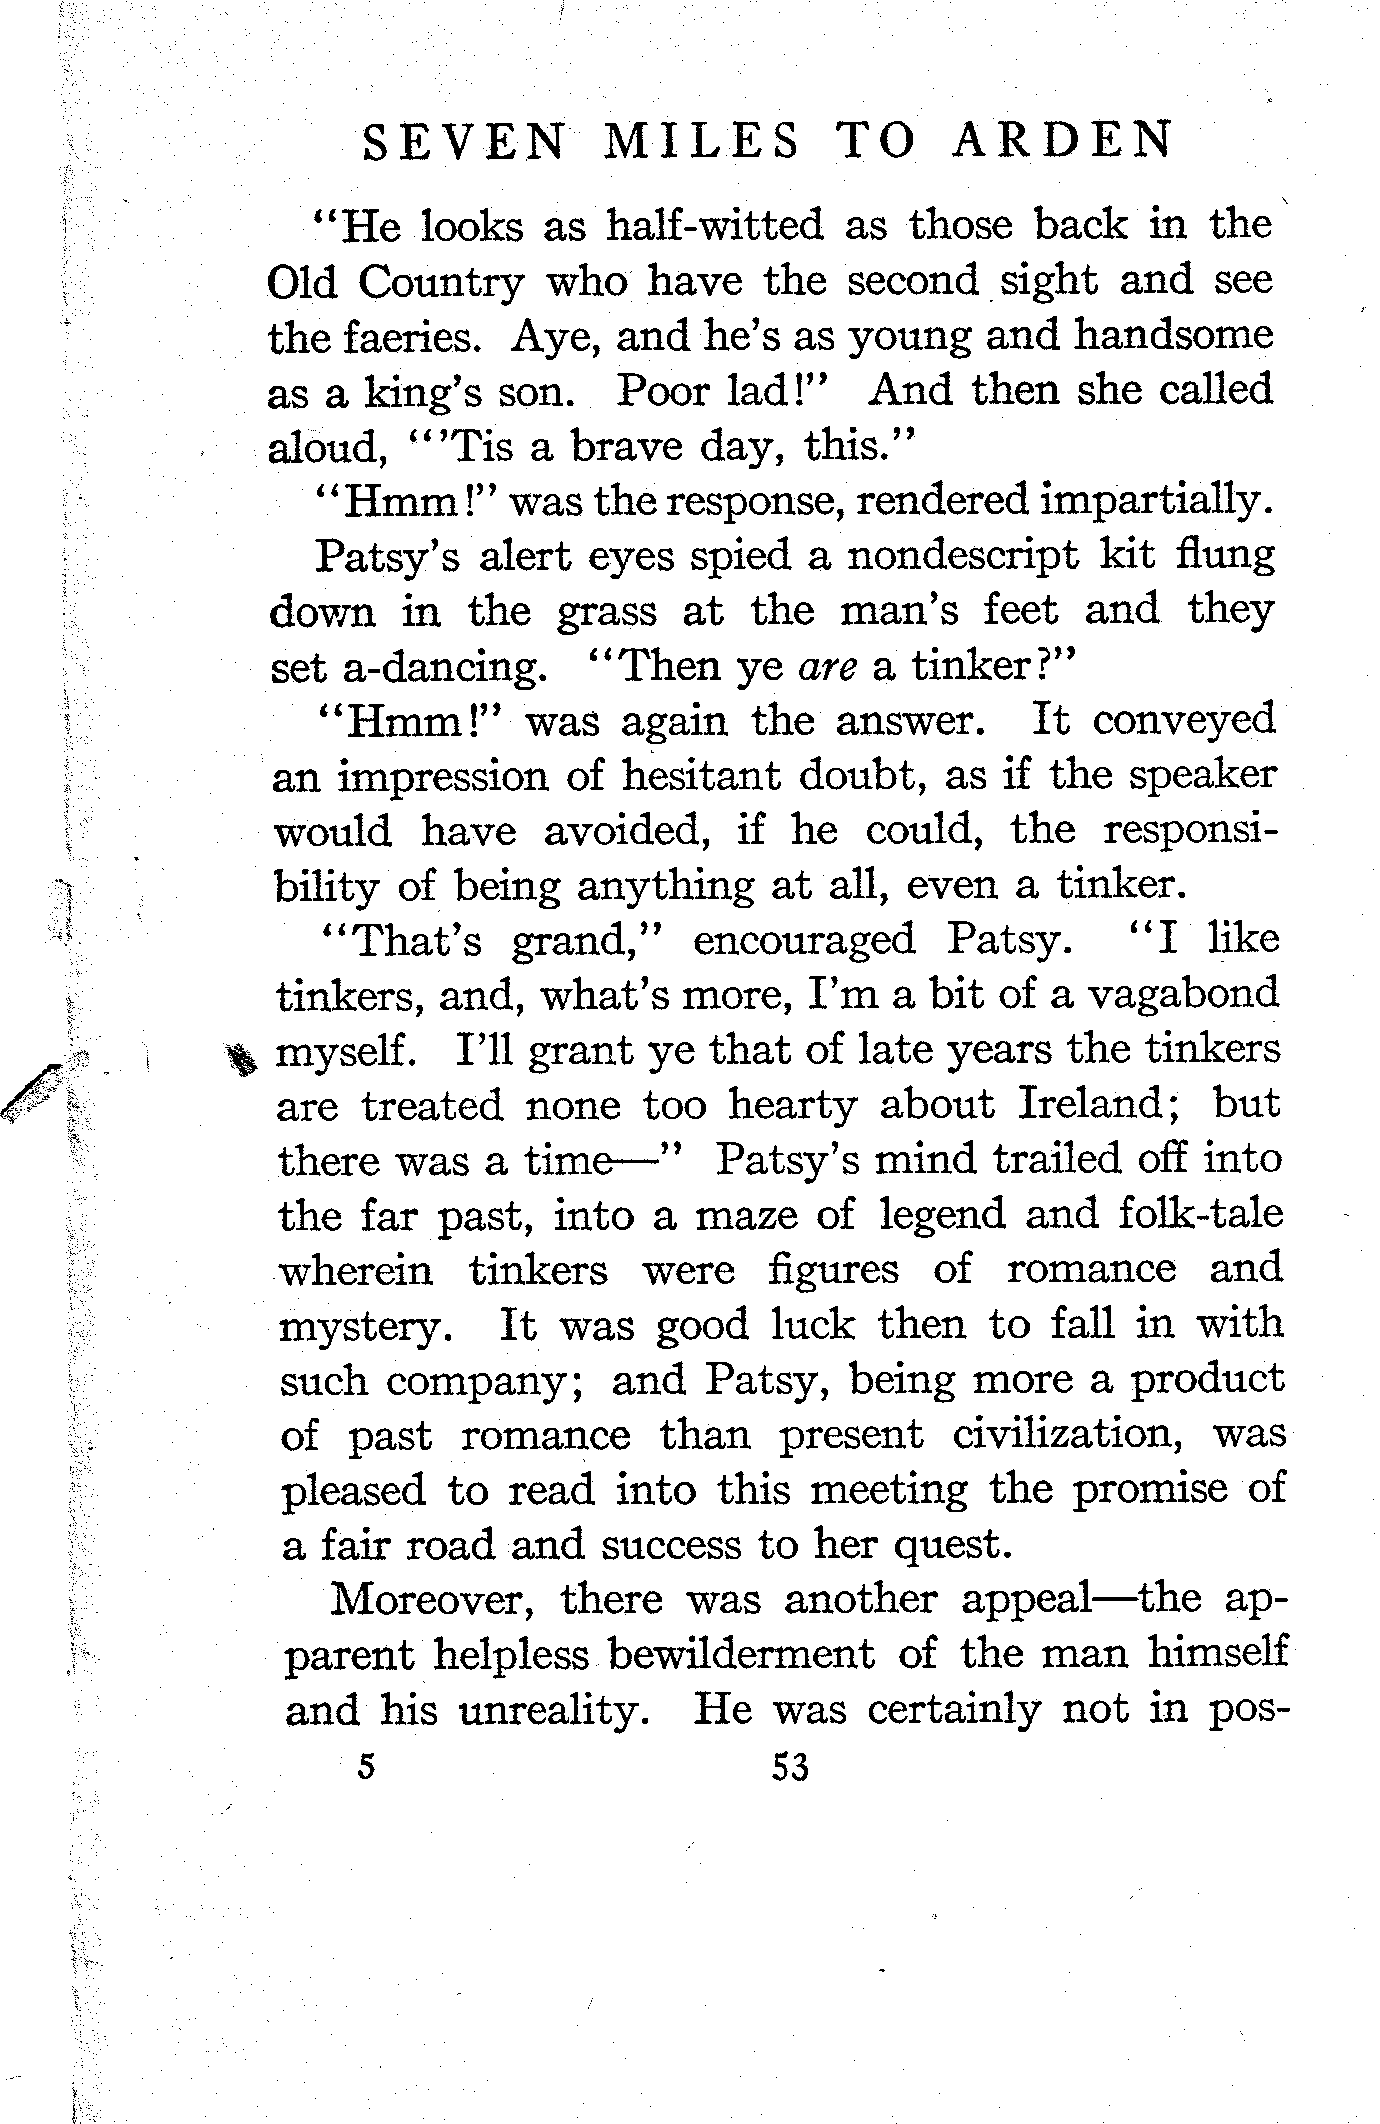 SEVEN MILES TO ARDEN
“He looks as half-witted as those back in the
Old Country who have the second sight and see
the faeries. Aye, and he’s as young and handsome
as a king’s son. Poor lad!” And then she called
aloud, “’Tis a brave day, this.”
“Hmm!” was the response, rendered impartially.
Patsy’s alert eyes spied a nondescript kit flung
down in the grass at the man’s feet and they
set a-dancing. “Then ye are a tinker?”
“Hmm!” was again the answer. It conveyed
an impression of hesitant doubt, as if the speaker
would have avoided, if he could, the responsi-
bility of being anything at all, even a tinker.
“That’s grand,” encouraged Patsy. “I like
tinkers, and, what’s more, I’m a bit of a vagabond
myself. I’ll grant ye that of late years the tinkers
are treated none too hearty about Ireland; but
there was a time—” Patsy’s mind trailed off into
the far past, into a maze of legend and folk-tale
wherein tinkers were figures of romance and
mystery. It was good luck then to fall in with
such company; and Patsy, being more a product
of past romance than present civilization, was
pleased to read into this meeting the promise of
a fair road and success to her quest.
Moreover, there was another appeal—the ap-
parent helpless bewilderment of the man himself
and his unreality. He was certainly not in pos-
5 53